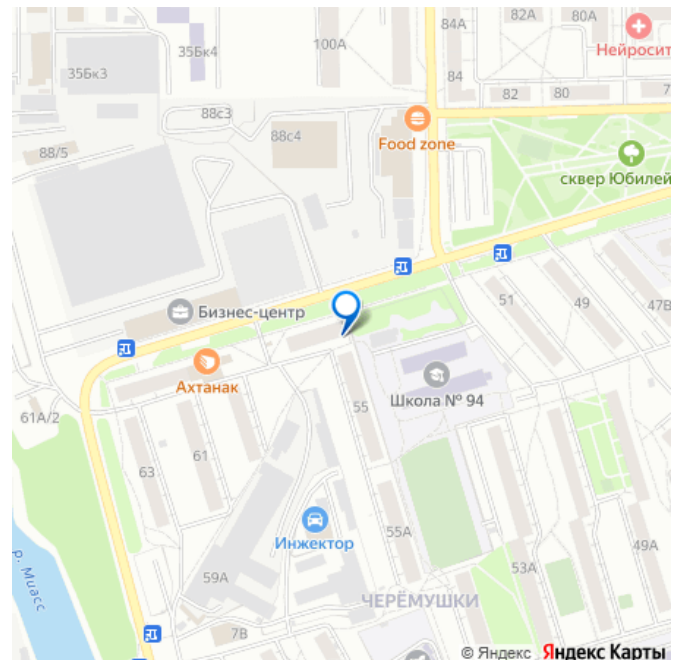 82А
80А
84А
100А
35Бк4
Нейросит
35Бк3
84
82
80
7
88с3
88с4
Food zone
88/5
сквер Юбилей
51
49
47В
Бизнес-центр
Ахтанак
Школа № 94
55
61А/2
63
61
55А
Инжектор
49А
53А
59А
р. Миасс
ЧЕРЁМУШКИ
7В
© Яндекс Яндекс Карты